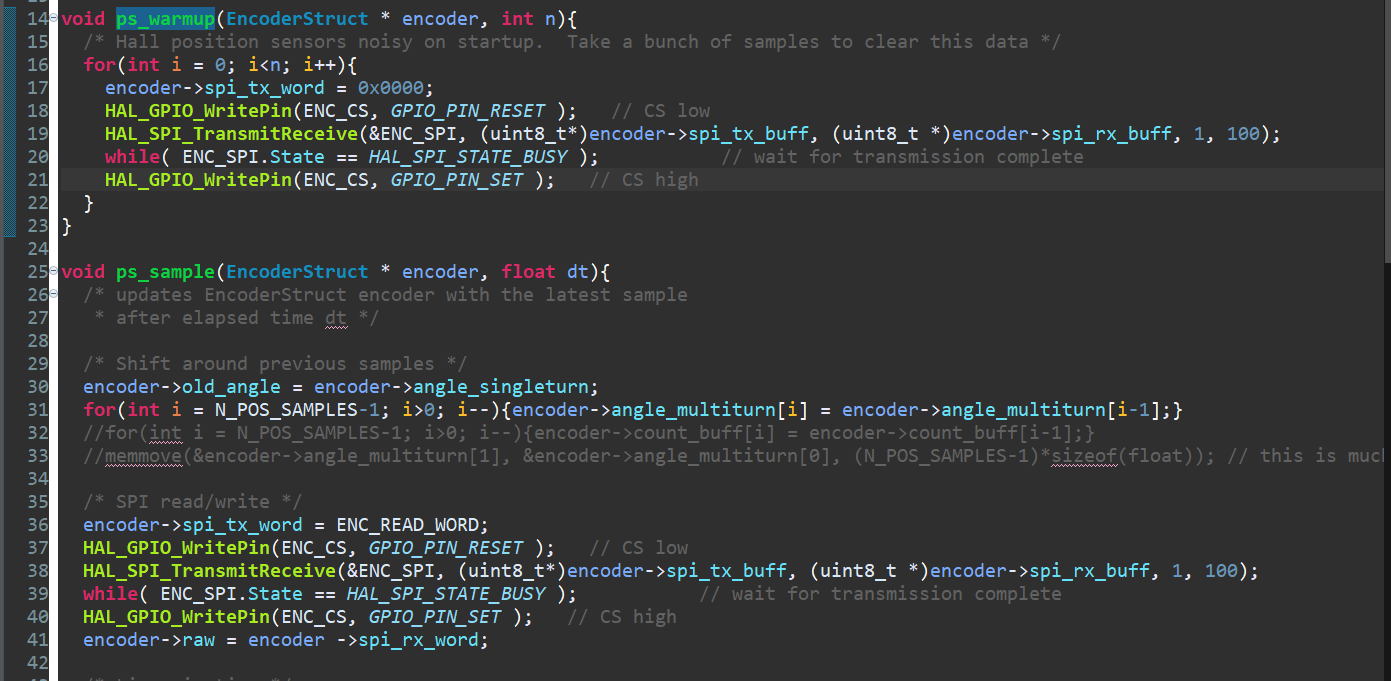 14 void ps_warmup(EncoderStruct * encoder, int n){
15 /* Hall position sensors noisy on startup.  Take a bunch of samples to clear this data */
16 for(int i = 0; i<n; i++){
17 encoder->spi_tx_word = 0x0000;
18 HAL_GPIO_WritePin(ENC_CS, GPIO_PIN_RESET );   // CS low
19 HAL_SPI_TransmitReceive(&ENC_SPI, (uint8_t*)encoder->spi_tx_buff, (uint8_t *)encoder->spi_rx_buff, 1, 100);
20 while( ENC_SPI.State == HAL_SPI_STATE_BUSY );           // wait for transmission complete
21 HAL_GPIO_WritePin(ENC_CS, GPIO_PIN_SET );   // CS high
22 }
23 }
24
25 void ps_sample(EncoderStruct * encoder, float dt){
26 /* updates EncoderStruct encoder with the latest sample
27 * after elapsed time dt */
28
29 /* Shift around previous samples */
30 encoder->old_angle = encoder->angle_singleturn;
31 for(int i = N_POS_SAMPLES-1; i>0; i--){encoder->angle_multiturn[i] = encoder->angle_multiturn[i-1];}
32 //for(int i = N_POS_SAMPLES-1; i>0; i--){encoder->count_buff[i] = encoder->count_buff[i-1];}
33 //memmove(&encoder->angle_multiturn[1], &encoder->angle_multiturn[0], (N_POS_SAMPLES-1)*sizeof(float)); // this is muc
34
35 /* SPI read/write */
36 encoder->spi_tx_word = ENC_READ_WORD;
37 HAL_GPIO_WritePin(ENC_CS, GPIO_PIN_RESET );   // CS low
38 HAL_SPI_TransmitReceive(&ENC_SPI, (uint8_t*)encoder->spi_tx_buff, (uint8_t *)encoder->spi_rx_buff, 1, 100);
39 while( ENC_SPI.State == HAL_SPI_STATE_BUSY );           // wait for transmission complete
40 HAL_GPIO_WritePin(ENC_CS, GPIO_PIN_SET );   // CS high
41 encoder->raw = encoder ->spi_rx_word;
42